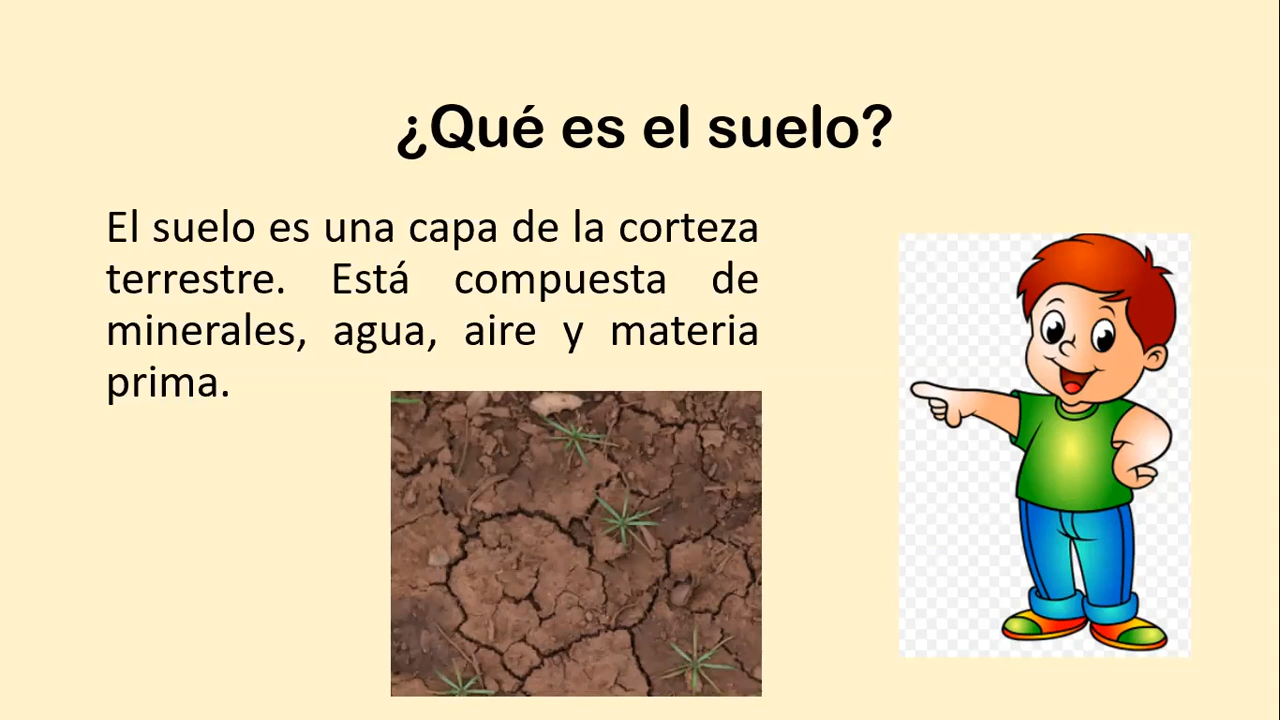 ¿Qué es el suelo?
El suelo es una capa de la corteza
terrestre. Está compuesta de
minerales, agua, aire y materia
prima.